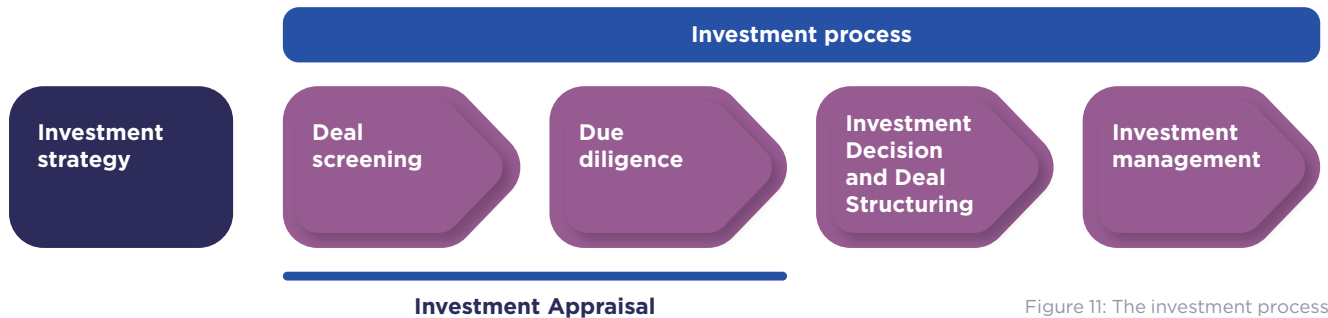 Investment process
Investment
strategy
Deal
screening
Due
diligence
Investment
Decision
and Deal
Structuring
Investment
management
Investment Appraisal
Figure 11: The investment process